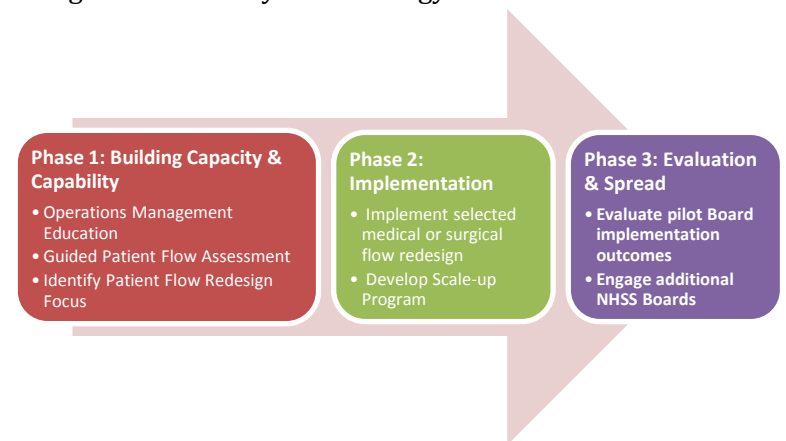 Phase 1: Building Capacity &
Capability
• Operations Management
Education
• Guided Patient Flow Assessment
• Identify Patient Flow Redesign
Focus
Phase 2:
Implementation
• Implement selected
medical or surgical
flow redesign
• Develop Scale-up
Program
Phase 3: Evaluation
& Spread
• Evaluate pilot Board
implementation
outcomes
• Engage additional
NHSS Boards